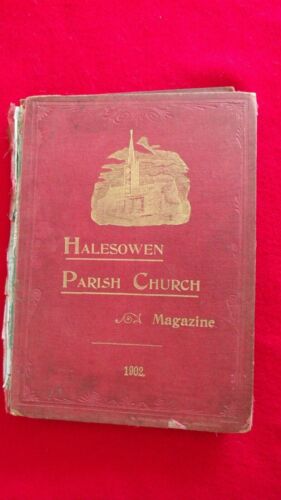 HALESOWEN
PARISH CHURCH
Magazine
1902.